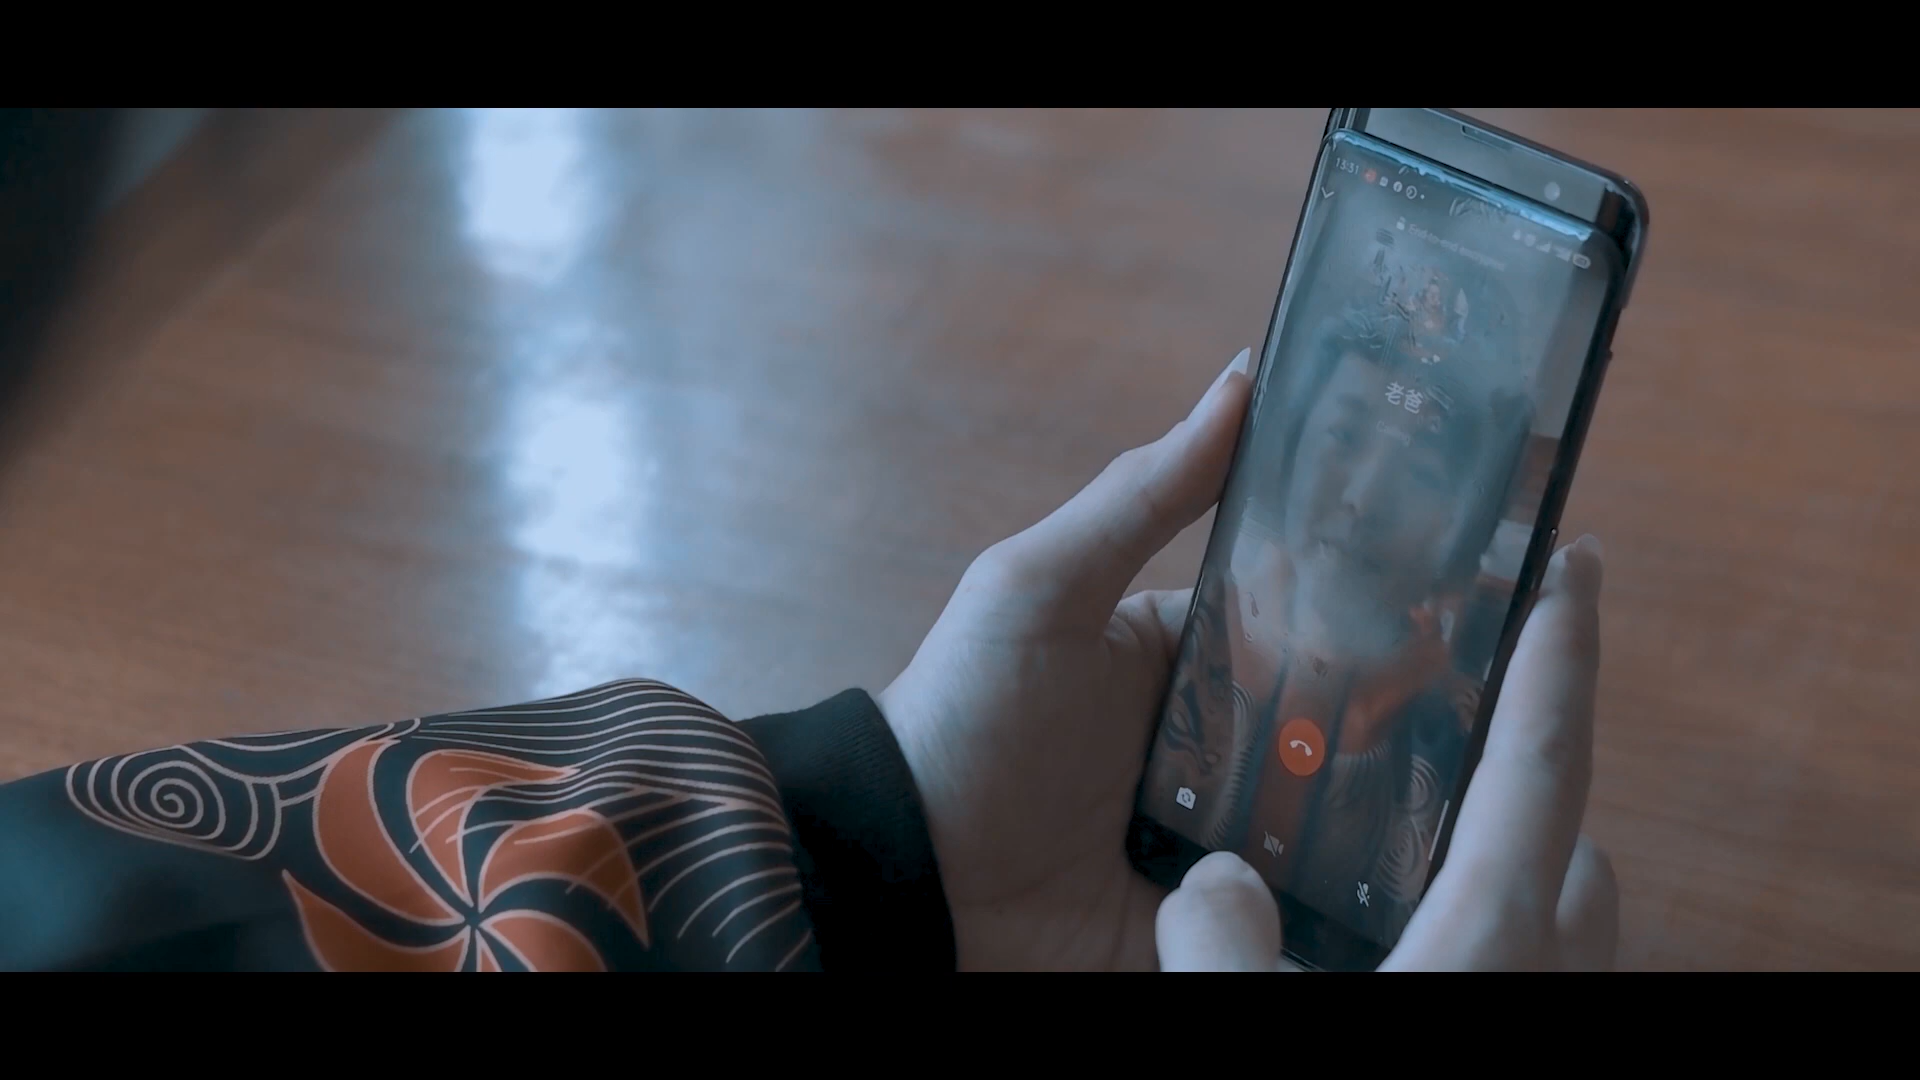 13:31
End-to-end encrypted
老爸
Calling